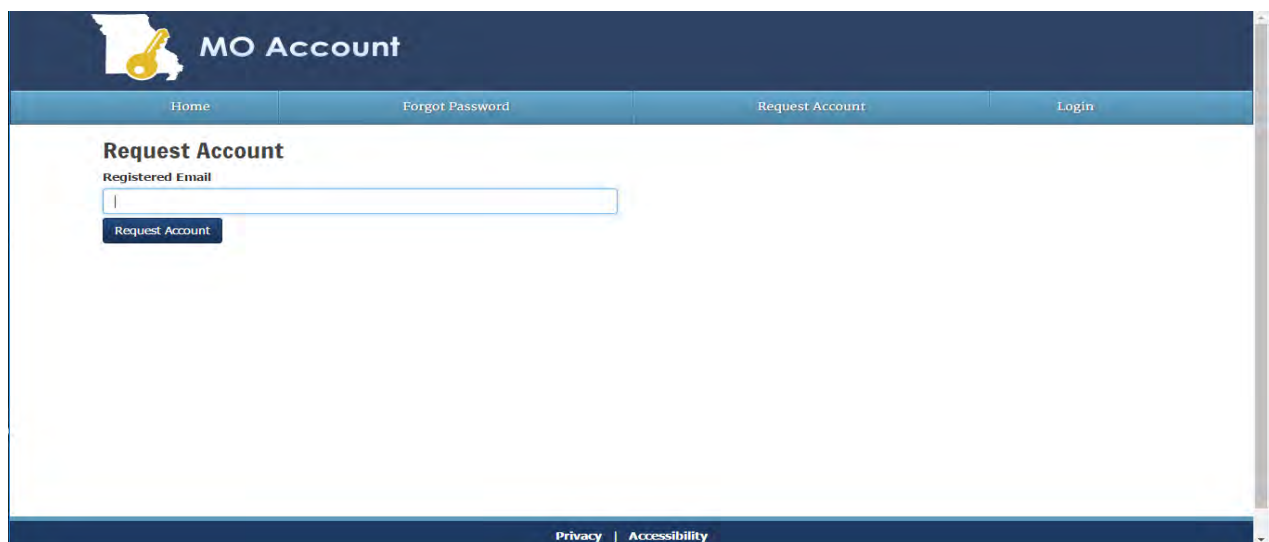 MO Account
Home Forgot Password Request Account Login
Request Account
Registered Email
Request Account
Privacy | Accessibility